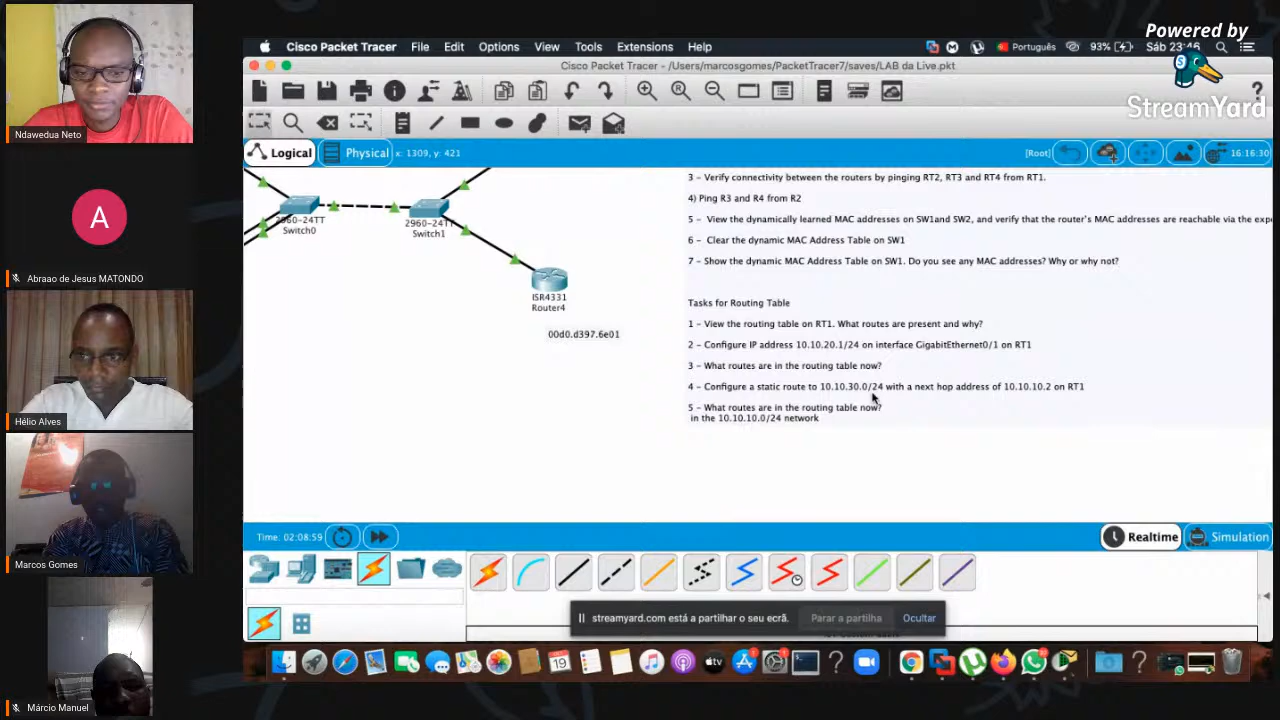 Powered by
StreamYard
Cisco Packet Tracer File Edit Options View Tools Extensions Help
Português 93% Sáb 23:46
Cisco Packet Tracer - /Users/marcosgomes/PacketTracer7/saves/LAB da Live.pkt
Logical Physical x: 1309, y: 421 [Root] 16:16:30
2960-24TT
Switch0
2960-24TT
Switch1
ISR4331
Router4
00d0.d397.6e01
3 - Verify connectivity between the routers by pinging RT2, RT3 and RT4 from RT1.
4) Ping R3 and R4 from R2
5 - View the dynamically learned MAC addresses on SW1and SW2, and verify that the router's MAC addresses are reachable via the expe
6 - Clear the dynamic MAC Address Table on SW1
7 - Show the dynamic MAC Address Table on SW1. Do you see any MAC addresses? Why or why not?
Tasks for Routing Table
1 - View the routing table on RT1. What routes are present and why?
2 - Configure IP address 10.10.20.1/24 on interface GigabitEthernet0/1 on RT1
3 - What routes are in the routing table now?
4 - Configure a static route to 10.10.30.0/24 with a next hop address of 10.10.10.2 on RT1
5 - What routes are in the routing table now?
in the 10.10.10.0/24 network
Time: 02:08:59 Realtime Simulation
streamyard.com está a partilhar o seu ecrã. Parar a partilha Ocultar
Ndawedua Neto
A
Abraao de Jesus MATONDO
Hélio Alves
Marcos Gomes
Márcio Manuel